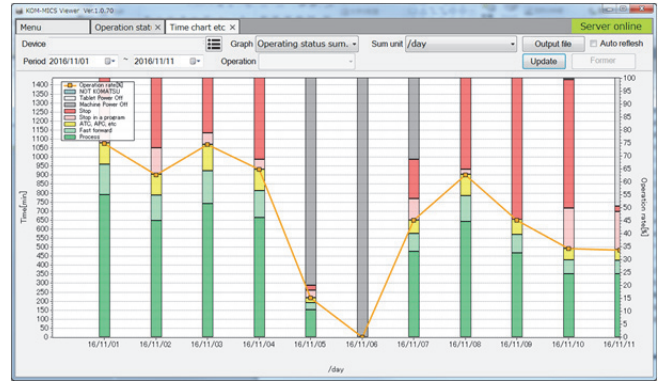 KOM-MICS Viewer Ver.1.0.70
Menu Operation stati × Time chart etc × Server online
Device Graph Operating status sum. Sum unit /day Output file Auto reflesh
Period 2016/11/01 ~ 2016/11/11 Operation Update Former
Operation rate[%]
NOT KOMATSU
Tablet Power Off
Machine Power Off
Stop
Stop in a program
ATC, APC, etc
Fast forward
Process
Time[min]
1400
1350
1300
1250
1200
1150
1100
1050
1000
950
900
850
800
750
700
650
600
550
500
450
400
350
300
250
200
150
100
50
0
100
95
90
85
80
75
70
65
60
55
50
45
40
35
30
25
20
15
10
5
0
Operation rate[%]
16/11/01 16/11/02 16/11/03 16/11/04 16/11/05 16/11/06 16/11/07 16/11/08 16/11/09 16/11/10 16/11/11
/day